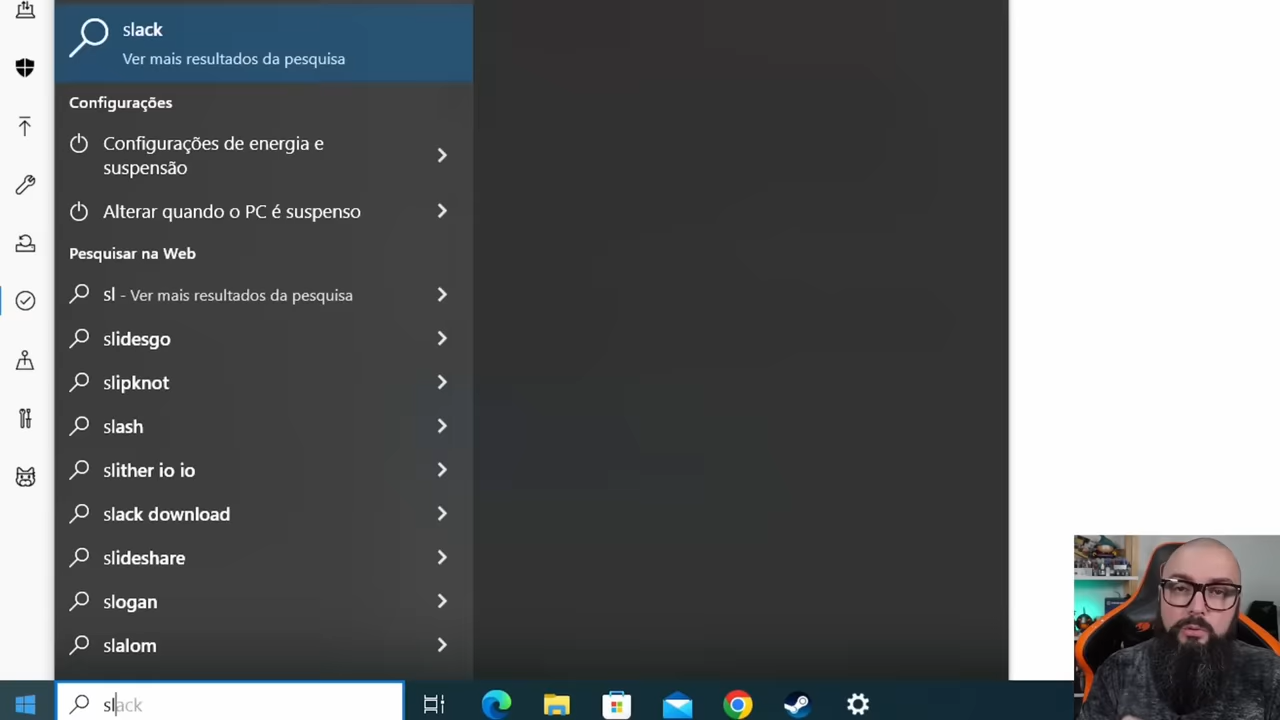 slack
Ver mais resultados da pesquisa
Configurações
Configurações de energia e
suspensão
Alterar quando o PC é suspenso
Pesquisar na Web
sl - Ver mais resultados da pesquisa
slidesgo
slipknot
slash
slither io io
slack download
slideshare
slogan
slalom
slack